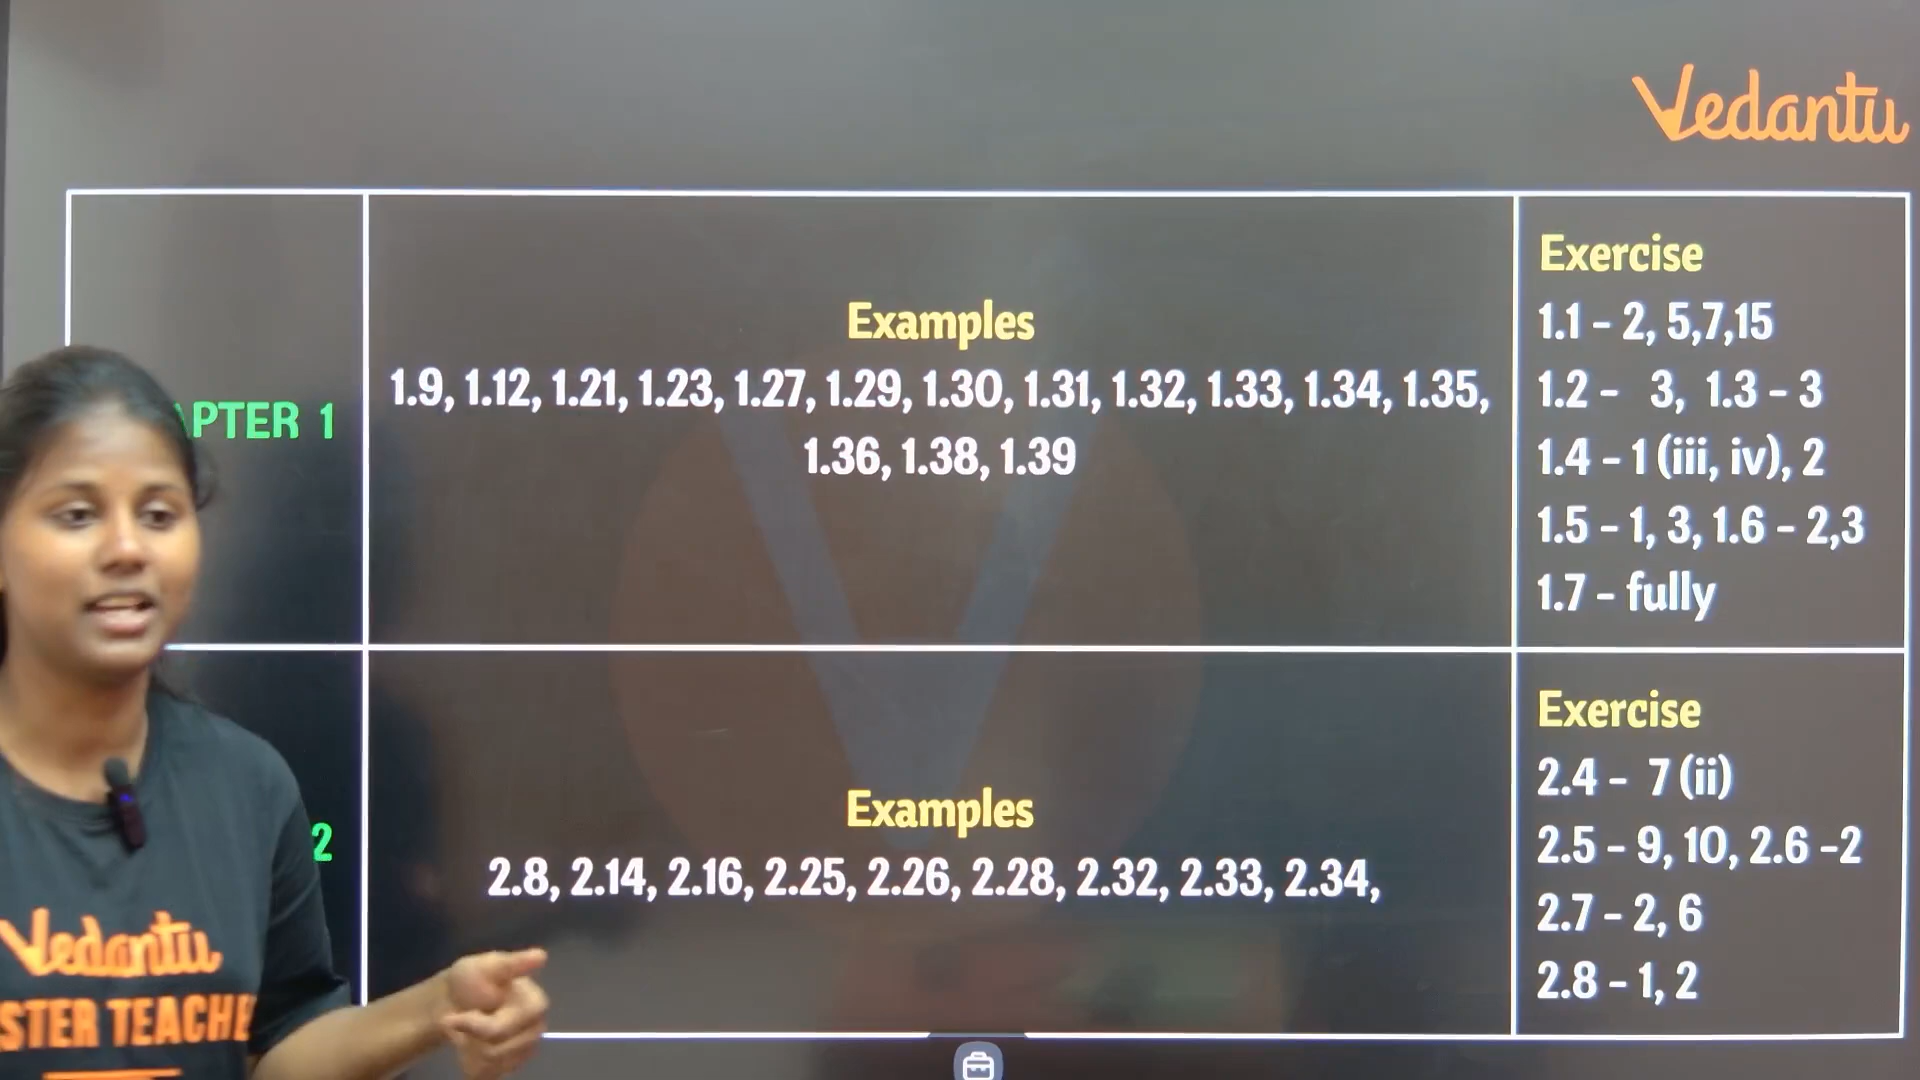 Vedantu
Exercise
Examples
1.1 – 2, 5,7,15
1.9, 1.12, 1.21, 1.23, 1.27, 1.29, 1.30, 1.31, 1.32, 1.33, 1.34, 1.35,
1.2 – 3, 1.3 – 3
APTER 1
1.36, 1.38, 1.39
1.4 – 1 (iii, iv), 2
1.5 – 1, 3, 1.6 – 2,3
1.7 – fully
Exercise
2.4 – 7 (ii)
Examples
2
2.5 – 9, 10, 2.6 –2
2.8, 2.14, 2.16, 2.25, 2.26, 2.28, 2.32, 2.33, 2.34,
2.7 – 2, 6
2.8 – 1, 2
Vedantu
STER TEACHE